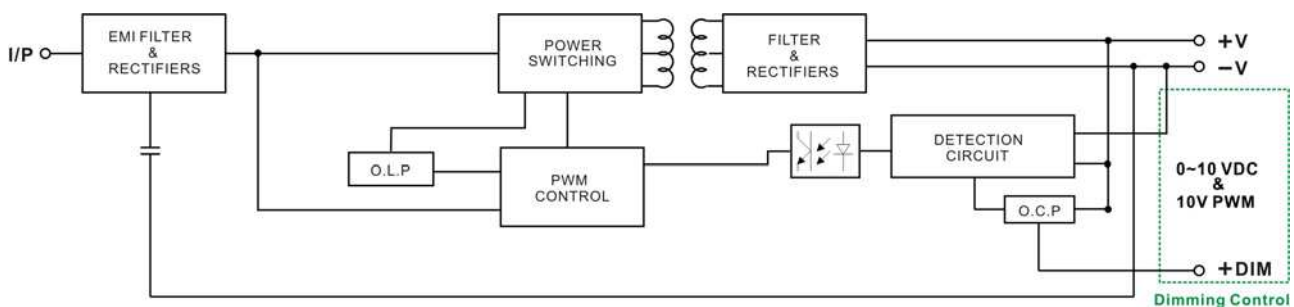 I/P
EMI FILTER
&
RECTIFIERS
POWER
SWITCHING
FILTER
&
RECTIFIERS
+V
−V
O.L.P
PWM
CONTROL
DETECTION
CIRCUIT
O.C.P
0~10 VDC
&
10V PWM
+DIM
Dimming Control